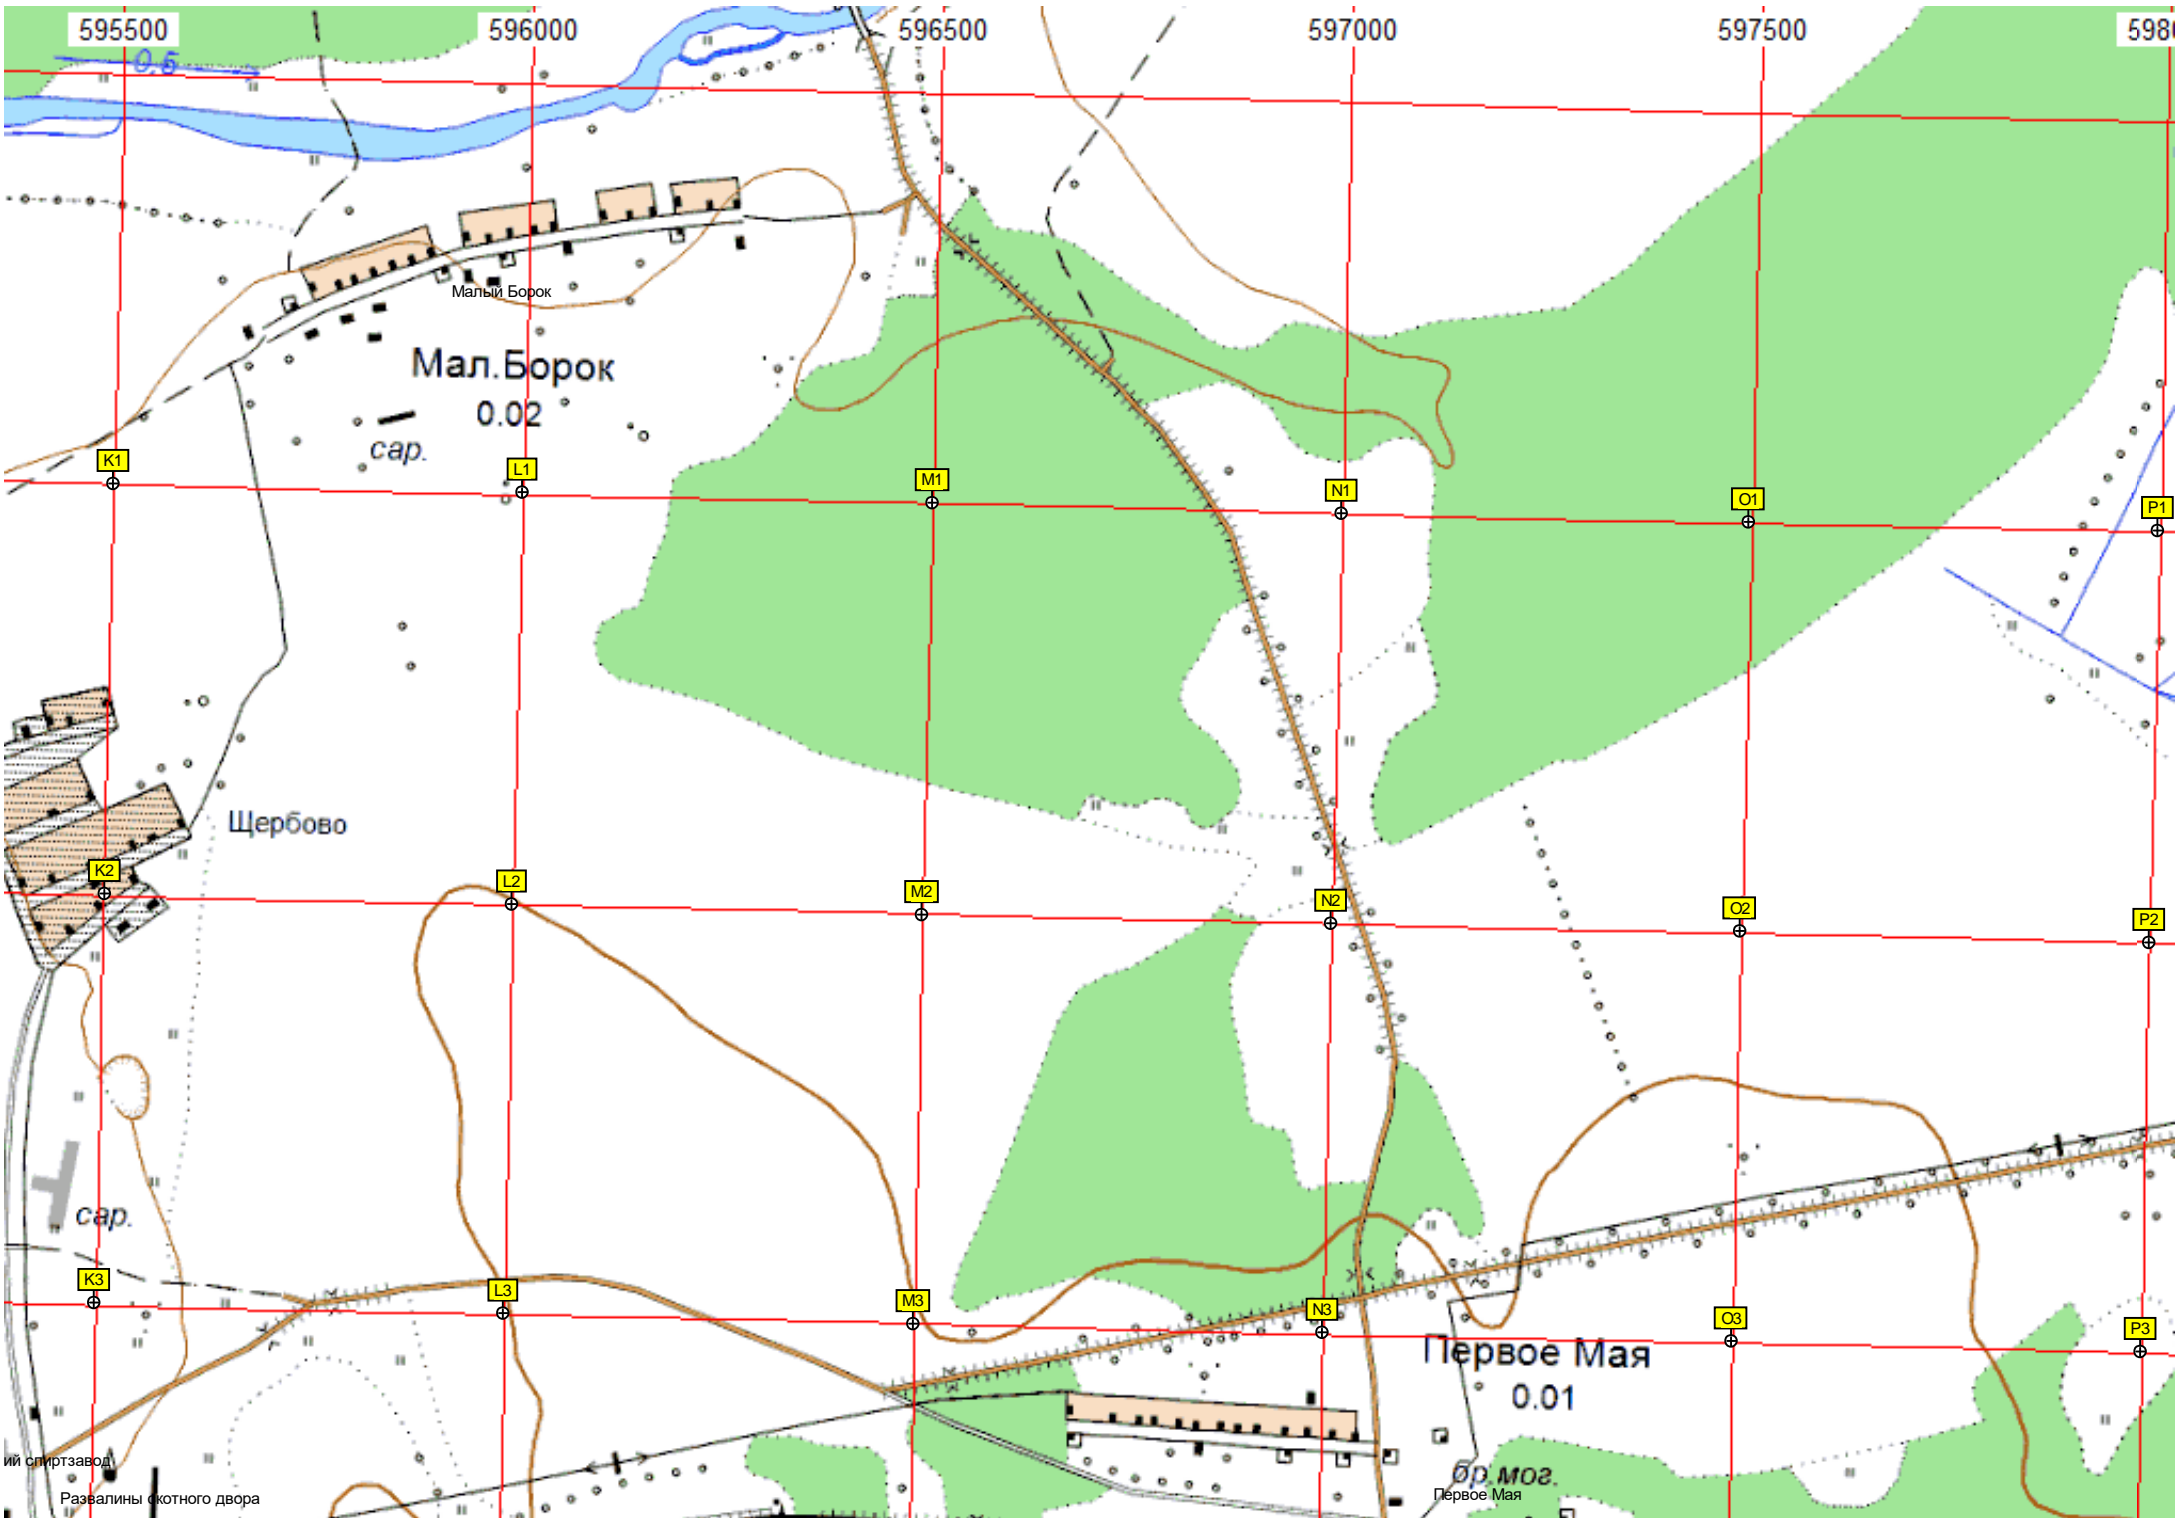 595500 596000 596500 597000 597500 598
0.5
Малый Борок
Мал.Борок
0.02
сар.
K1 L1 M1 N1 O1 P1
Щербово
K2 L2 M2 N2 O2 P2
сар.
K3 L3 M3 N3 O3 P3
Первое Мая
0.01
ий спиртзавод
бр.мог.
Развалины скотного двора
Первое Мая